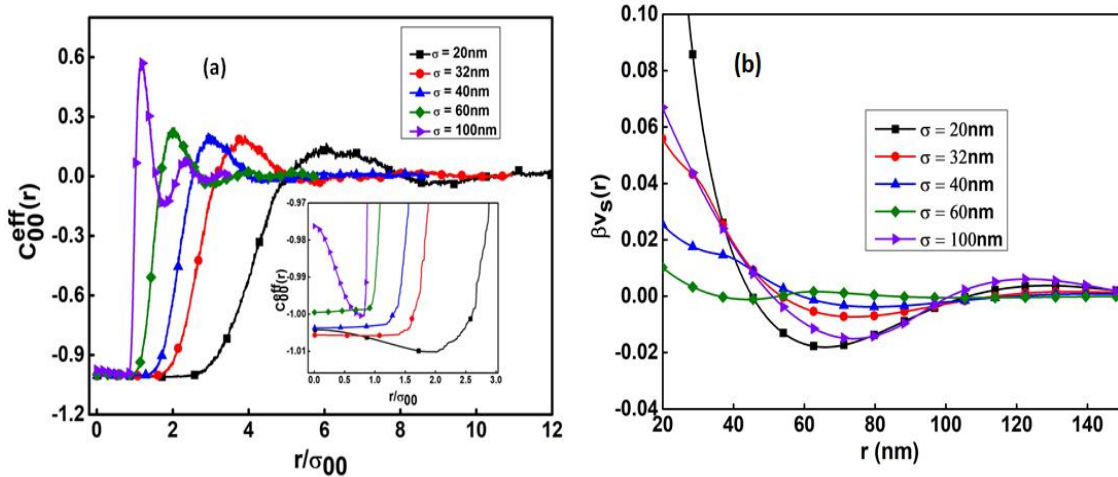 (a)
σ = 20nm
σ = 32nm
σ = 40nm
σ = 60nm
σ = 100nm
0.6
0.3
0.0
-0.3
-0.6
-0.9
-1.2
C00^eff(r)
0 2 4 6 8 10 12
r/σ00
-0.97
-0.98
-0.99
-1.00
-1.01
C00^eff(r)
0.0 0.5 1.0 1.5 2.0 2.5 3.0
r/σ00
(b)
σ = 20nm
σ = 32nm
σ = 40nm
σ = 60nm
σ = 100nm
0.10
0.08
0.06
0.04
0.02
0.00
-0.02
-0.04
βvs(r)
20 40 60 80 100 120 140
r (nm)